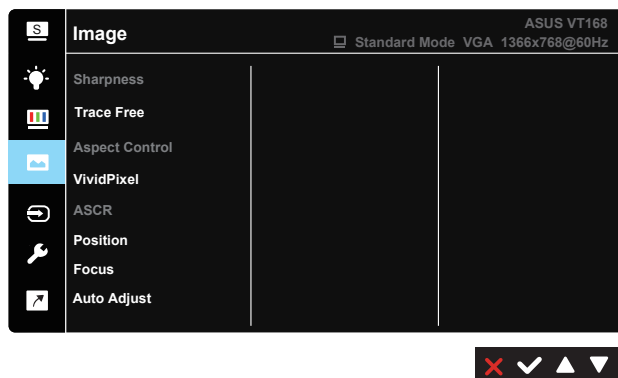 S
Image
ASUS VT168
Standard Mode VGA 1366x768@60Hz
Sharpness
Trace Free
Aspect Control
VividPixel
ASCR
Position
Focus
Auto Adjust